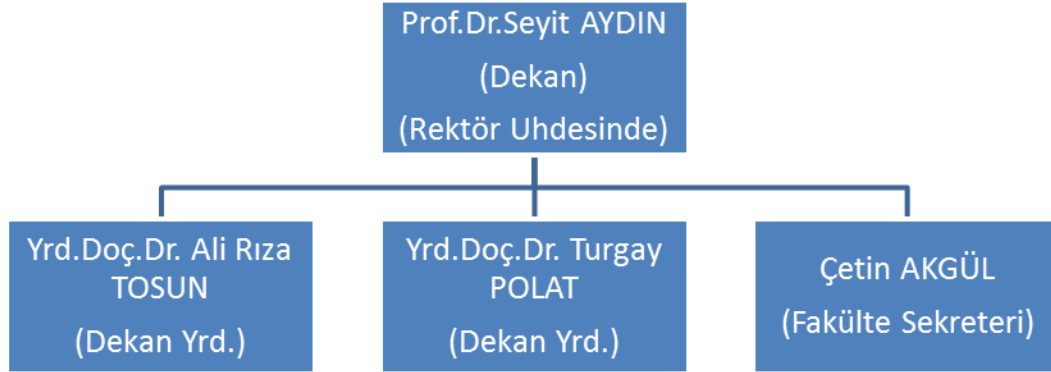 Prof.Dr.Seyit AYDIN
(Dekan)
(Rektör Uhdesinde)
Yrd.Doç.Dr. Ali Rıza
TOSUN
(Dekan Yrd.)
Yrd.Doç.Dr. Turgay
POLAT
(Dekan Yrd.)
Çetin AKGÜL
(Fakülte Sekreteri)